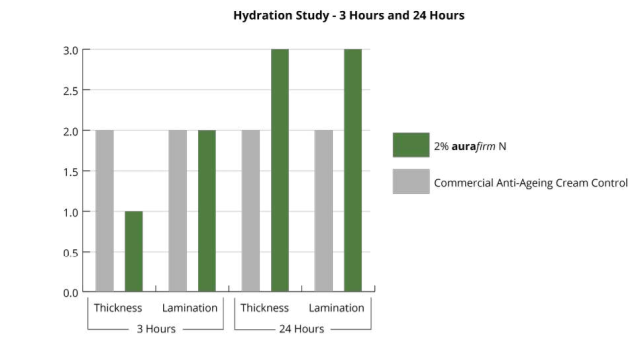 Hydration Study - 3 Hours and 24 Hours
3.0
2.5
2.0
1.5
1.0
0.5
0.0
Thickness Lamination Thickness Lamination
3 Hours 24 Hours
2% aurafirm N
Commercial Anti-Ageing Cream Control